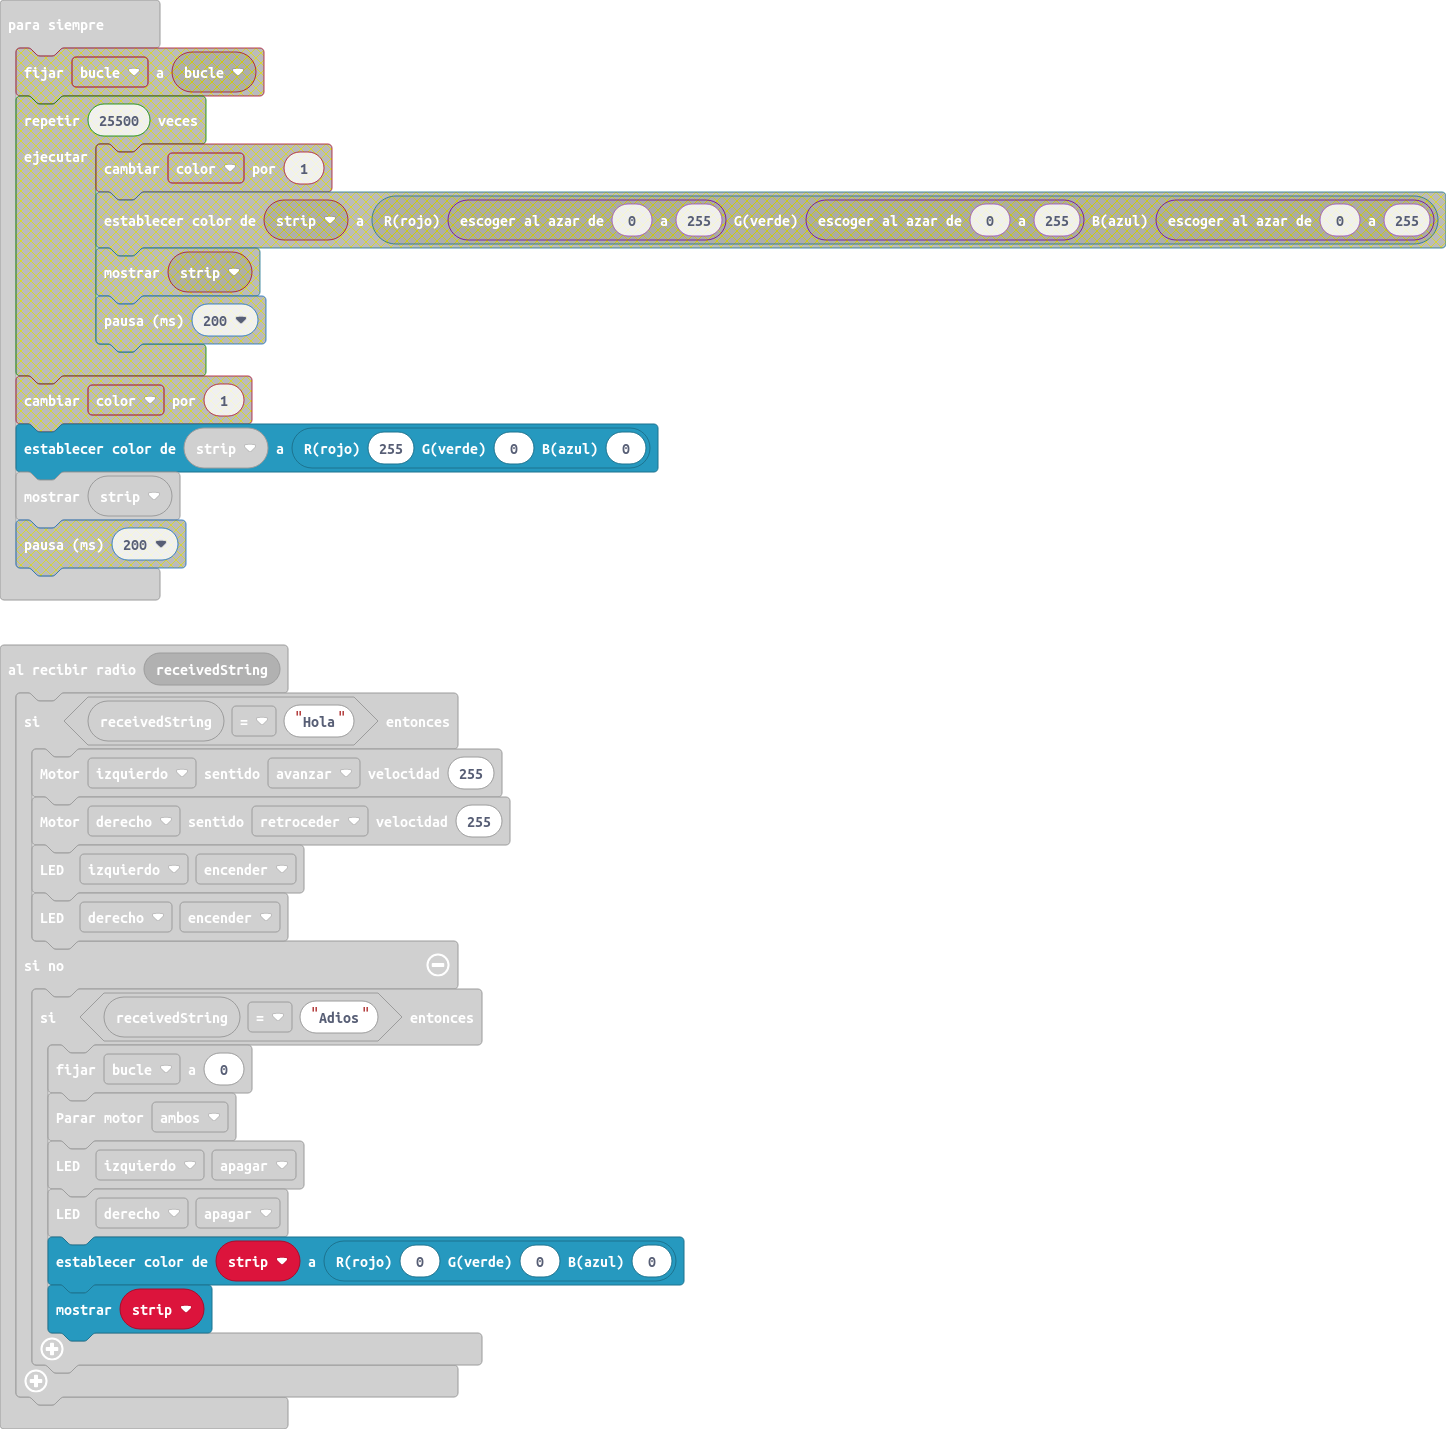 para siempre
fijar bucle a bucle
repetir 25500 veces
ejecutar
cambiar color por 1
establecer color de strip a R(rojo) escoger al azar de 0 a 255 G(verde) escoger al azar de 0 a 255 B(azul) escoger al azar de 0 a 255
mostrar strip
pausa (ms) 200
cambiar color por 1
establecer color de strip a R(rojo) 255 G(verde) 0 B(azul) 0
mostrar strip
pausa (ms) 200
al recibir radio receivedString
si receivedString = "Hola" entonces
Motor izquierdo sentido avanzar velocidad 255
Motor derecho sentido retroceder velocidad 255
LED izquierdo encender
LED derecho encender
si no
si receivedString = "Adios" entonces
fijar bucle a 0
Parar motor ambos
LED izquierdo apagar
LED derecho apagar
establecer color de strip a R(rojo) 0 G(verde) 0 B(azul) 0
mostrar strip